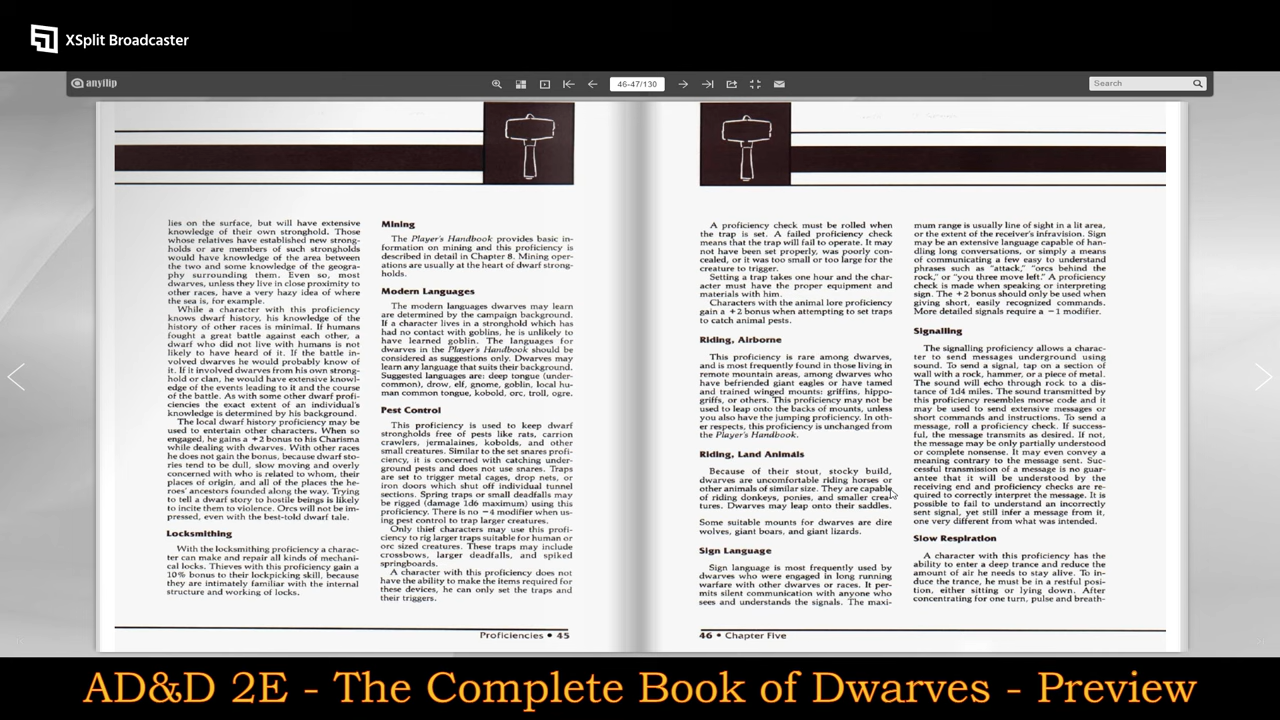 XSplit Broadcaster
anyflip
46-47/130
Search
lies on the surface, but will have extensive
knowledge of their own stronghold. Those
whose relatives have established new strong-
holds or are members of such strongholds
would have knowledge of the area between
the two and some knowledge of the geogra-
phy surrounding them. Even so, most
dwarves, unless they live in close proximity to
other races, have a very hazy idea of where
the sea is, for example.
While a character with this proficiency
knows dwarf history, his knowledge of the
history of other races is minimal. If humans
fought a great battle against each other, a
dwarf who did not live with humans is not
likely to have heard of it. If the battle in-
volved dwarves he would probably know of
it. If it involved dwarves from his own strong-
hold or clan, he would have extensive knowl-
edge of the events leading to it and the course
of the battle. As with some other dwarf profi-
ciencies the exact extent of an individual's
knowledge is determined by his background.
The local dwarf history proficiency may be
used to entertain other characters. When so
engaged, he gains a +2 bonus to his Charisma
while dealing with dwarves. With other races
he does not gain the bonus, because dwarf sto-
ries tend to be dull, slow moving and overly
concerned with who is related to whom, their
places of origin, and all of the places the he-
roes' ancestors founded along the way. Trying
to tell a dwarf story to hostile beings is likely
to incite them to violence. Orcs will not be im-
pressed, even with the best-told dwarf tale.
Locksmithing
With the locksmithing proficiency a charac-
ter can make and repair all kinds of mechani-
cal locks. Thieves with this proficiency gain a
10% bonus to their lockpicking skill, because
they are intimately familiar with the internal
structure and working of locks.
Mining
The Player's Handbook provides basic in-
formation on mining and this proficiency is
described in detail in Chapter 8. Mining oper-
ations are usually at the heart of dwarf strong-
holds.
Modern Languages
The modern languages dwarves may learn
are determined by the campaign background.
If a character lives in a stronghold which has
had no contact with goblins, he is unlikely to
have learned goblin. The languages for
dwarves in the Player's Handbook should be
considered as suggestions only. Dwarves may
learn any language that suits their background.
Suggested languages are: deep tongue (under-
common), drow, elf, gnome, goblin, local hu-
man common tongue, kobold, orc, troll, ogre.
Pest Control
This proficiency is used to keep dwarf
strongholds free of pests like rats, carrion
crawlers, jermalaines, kobolds, and other
small creatures. Similar to the set snares profi-
ciency, it is concerned with catching under-
ground pests and does not use snares. Traps
are set to trigger metal cages, drop nets, or
iron doors which shut off individual tunnel
sections. Spring traps or small deadfalls may
be rigged (damage 1d6 maximum) using this
proficiency. There is no −4 modifier when us-
ing pest control to trap larger creatures.
Only thief characters may use this profi-
ciency to rig larger traps suitable for human or
orc sized creatures. These traps may include
crossbows, larger deadfalls, and spiked
springboards.
A character with this proficiency does not
have the ability to make the items required for
these devices, he can only set the traps and
their triggers.
Proficiencies • 45
A proficiency check must be rolled when
the trap is set. A failed proficiency check
means that the trap will fail to operate. It may
not have been set properly, was poorly con-
cealed, or it was too small or too large for the
creature to trigger.
Setting a trap takes one hour and the char-
acter must have the proper equipment and
materials with him.
Characters with the animal lore proficiency
gain a +2 bonus when attempting to set traps
to catch animal pests.
Riding, Airborne
This proficiency is rare among dwarves,
and is most frequently found in those living in
remote mountain areas, among dwarves who
have befriended giant eagles or have tamed
and trained winged mounts: griffins, hippo-
griffs, or others. This proficiency may not be
used to leap onto the backs of mounts, unless
you also have the jumping proficiency. In oth-
er respects, this proficiency is unchanged from
the Player's Handbook.
Riding, Land Animals
Because of their stout, stocky build,
dwarves are uncomfortable riding horses or
other animals of similar size. They are capable
of riding donkeys, ponies, and smaller crea-
tures. Dwarves may leap onto their saddles.
Some suitable mounts for dwarves are dire
wolves, giant boars, and giant lizards.
Sign Language
Sign language is most frequently used by
dwarves who were engaged in long running
warfare with other dwarves or races. It per-
mits silent communication with anyone who
sees and understands the signals. The maxi-
mum range is usually line of sight in a lit area,
or the extent of the receiver's infravision. Sign
may be an extensive language capable of han-
dling long conversations, or simply a means
of communicating a few easy to understand
phrases such as "attack," "orcs behind the
rock," or "you three move left." A proficiency
check is made when speaking or interpreting
sign. The +2 bonus should only be used when
giving short, easily recognized commands.
More detailed signals require a −1 modifier.
Signalling
The signalling proficiency allows a charac-
ter to send messages underground using
sound. To send a signal, tap on a section of
wall with a rock, hammer, or a piece of metal.
The sound will echo through rock to a dis-
tance of 1d4 miles. The sound transmitted by
this proficiency resembles morse code and it
may be used to send extensive messages or
short commands and instructions. To send a
message, roll a proficiency check. If success-
ful, the message transmits as desired. If not,
the message may be only partially understood
or complete nonsense. It may even convey a
meaning contrary to the message sent. Suc-
cessful transmission of a message is no guar-
antee that it will be understood by the
receiving end and proficiency checks are re-
quired to correctly interpret the message. It is
possible to fail to understand an incorrectly
sent signal, yet still infer a message from it,
one very different from what was intended.
Slow Respiration
A character with this proficiency has the
ability to enter a deep trance and reduce the
amount of air he needs to stay alive. To in-
duce the trance, he must be in a restful posi-
tion, either sitting or lying down. After
concentrating for one turn, pulse and breath-
46 • Chapter Five
AD&D 2E - The Complete Book of Dwarves - Preview